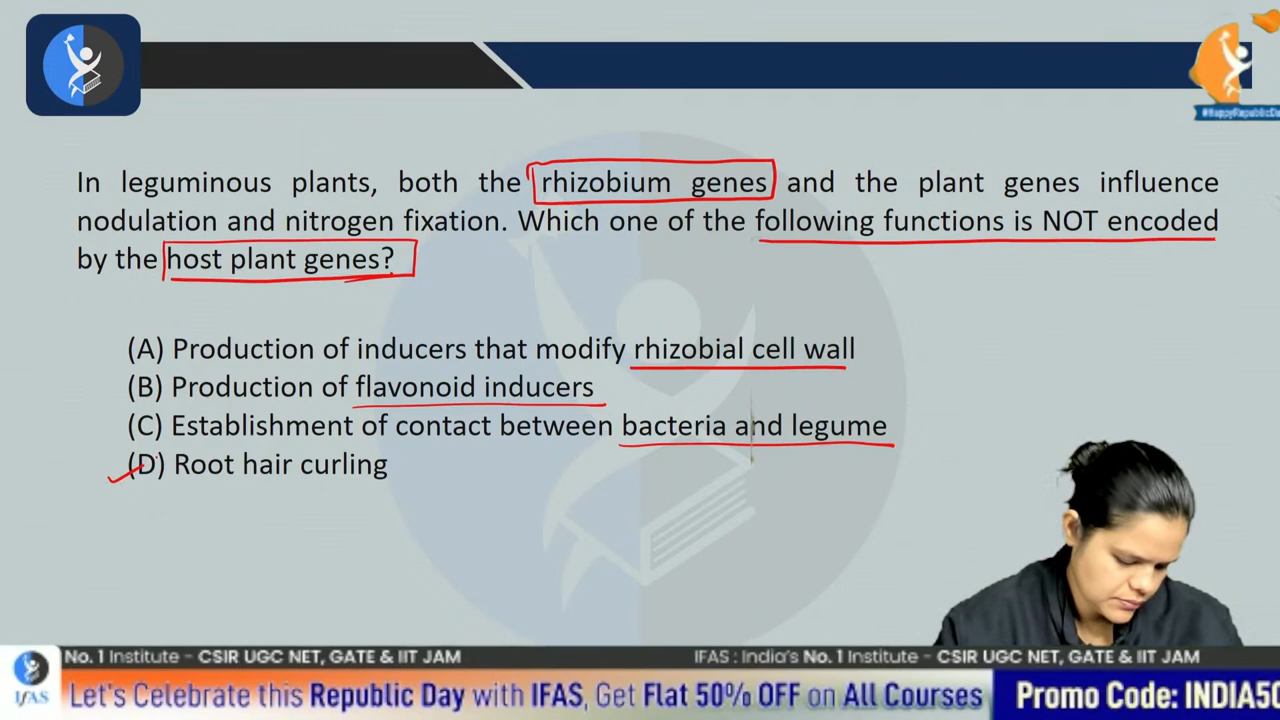 #HappyRepublicDa
In leguminous plants, both the rhizobium genes and the plant genes influence
nodulation and nitrogen fixation. Which one of the following functions is NOT encoded
by the host plant genes?
(A) Production of inducers that modify rhizobial cell wall
(B) Production of flavonoid inducers
(C) Establishment of contact between bacteria and legume
(D) Root hair curling
No. 1 Institute – CSIR UGC NET, GATE & IIT JAM
IFAS : India's No. 1 Institute – CSIR UGC NET, GATE & IIT JAM
IFAS
Let's Celebrate this Republic Day with IFAS, Get Flat 50% OFF on All Courses
Promo Code: INDIA50